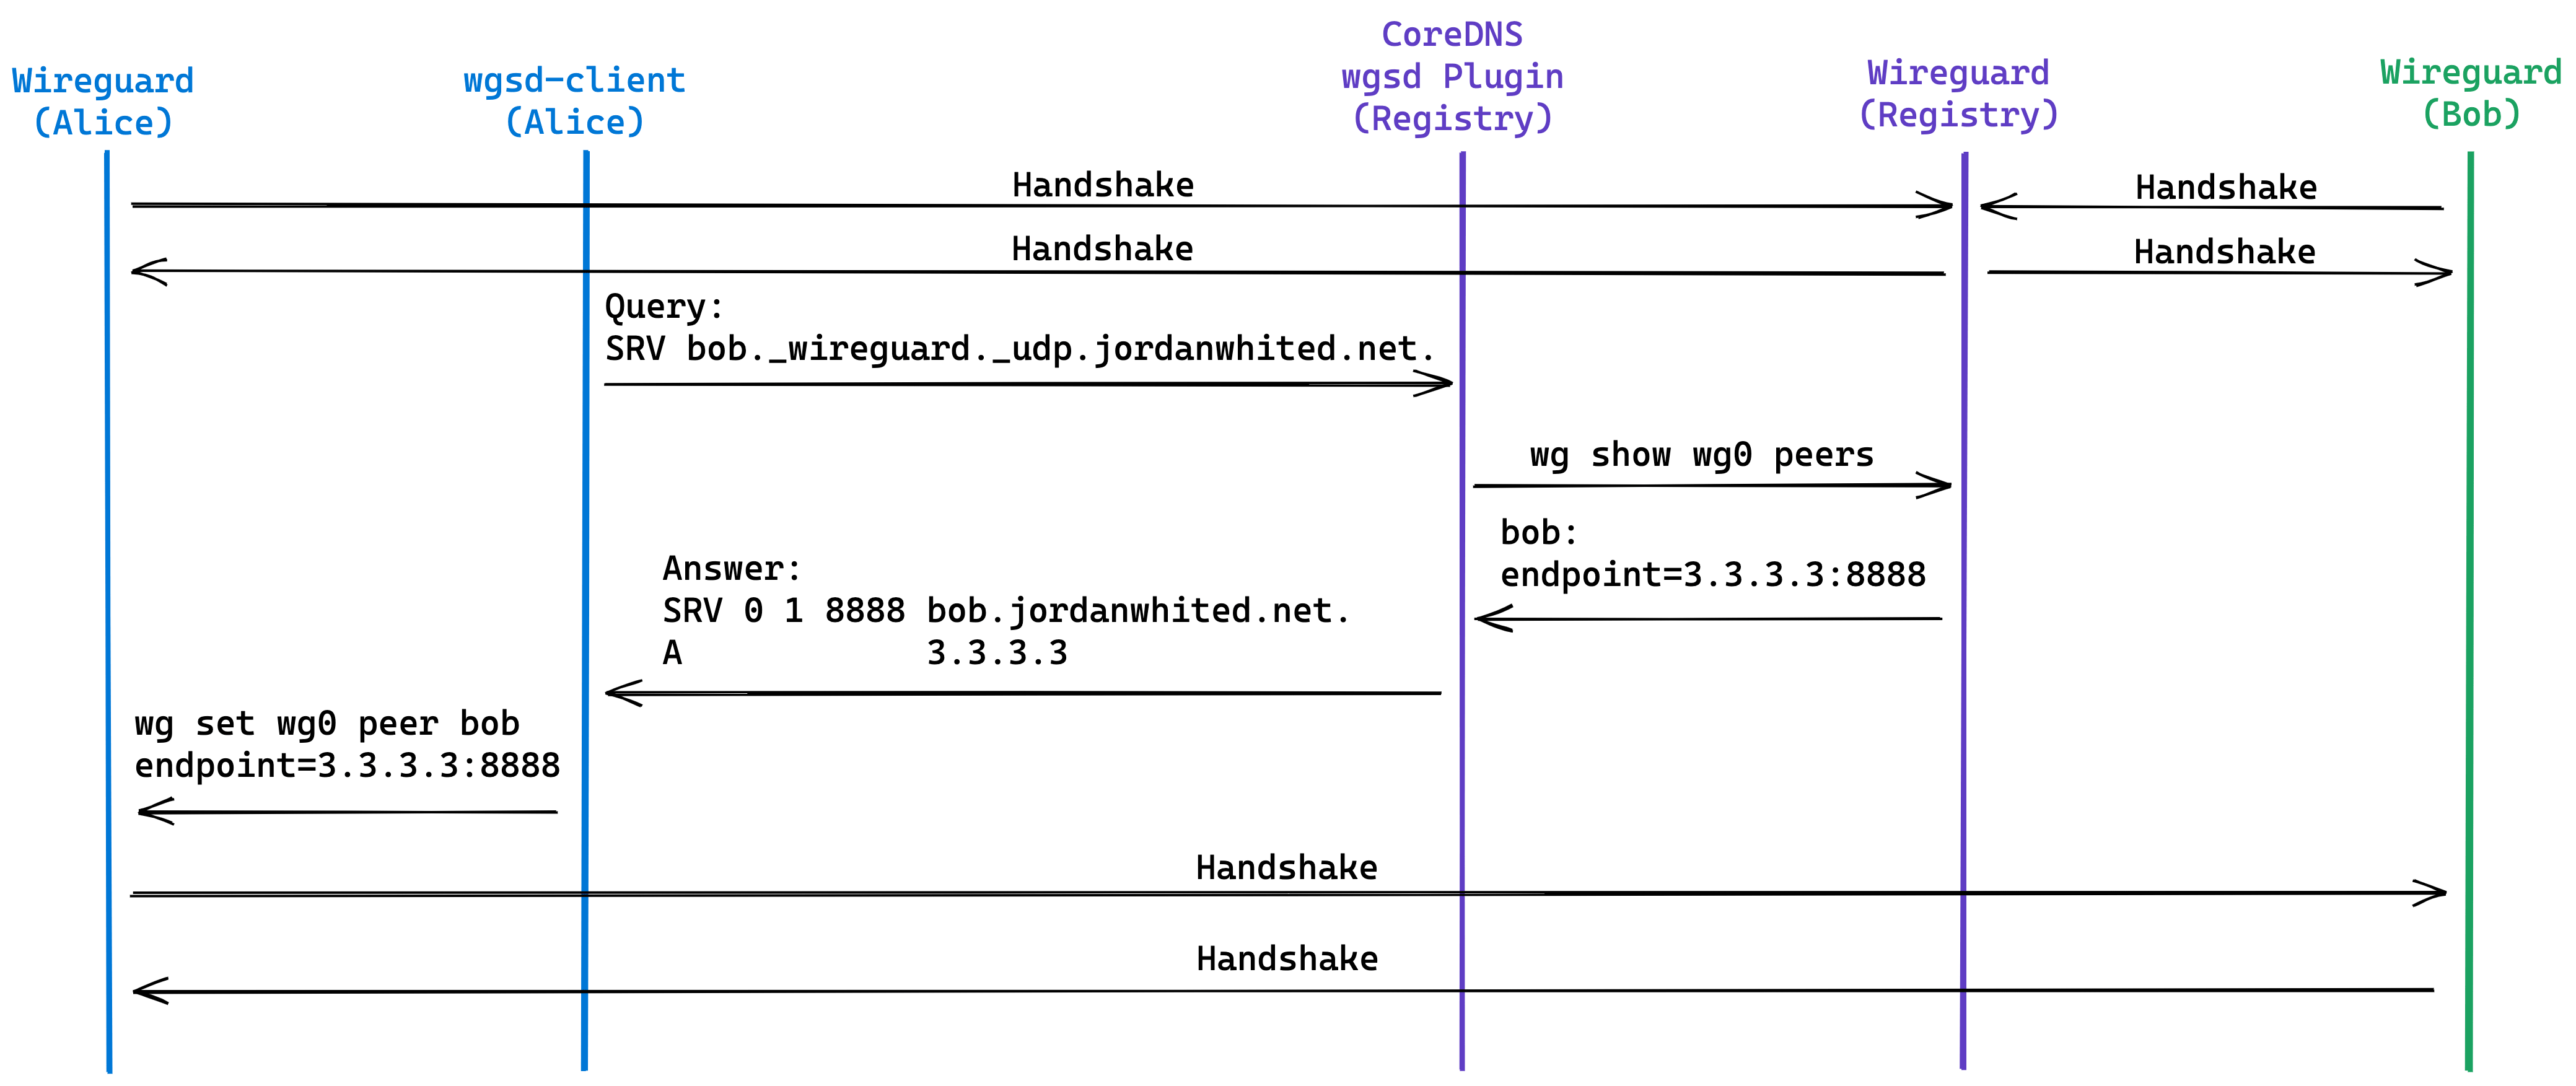 Wireguard
(Alice)
wgsd-client
(Alice)
CoreDNS
wgsd Plugin
(Registry)
Wireguard
(Registry)
Wireguard
(Bob)
Handshake
Handshake
Handshake
Handshake
Query:
SRV bob._wireguard._udp.jordanwhited.net.
wg show wg0 peers
bob:
endpoint=3.3.3.3:8888
Answer:
SRV 0 1 8888 bob.jordanwhited.net.
A 3.3.3.3
wg set wg0 peer bob
endpoint=3.3.3.3:8888
Handshake
Handshake